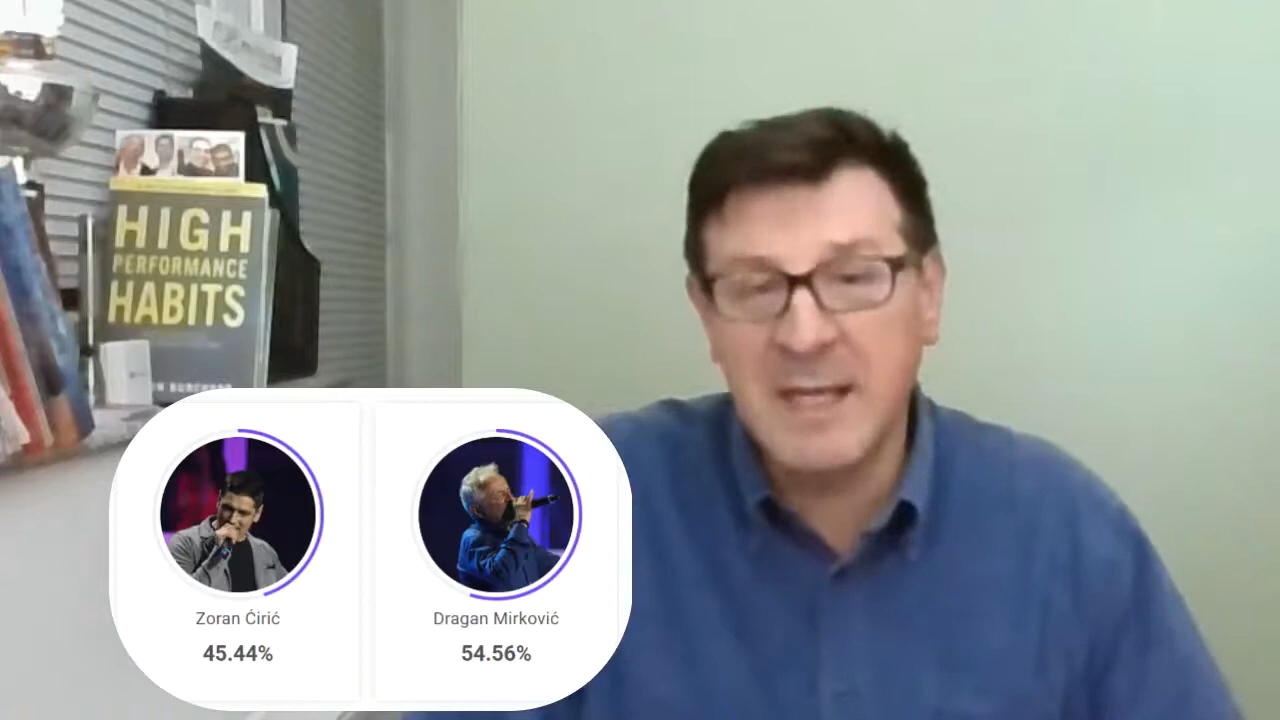 HIGH
PERFORMANCE
HABITS
Zoran Ćirić
Dragan Mirković
45.44%
54.56%